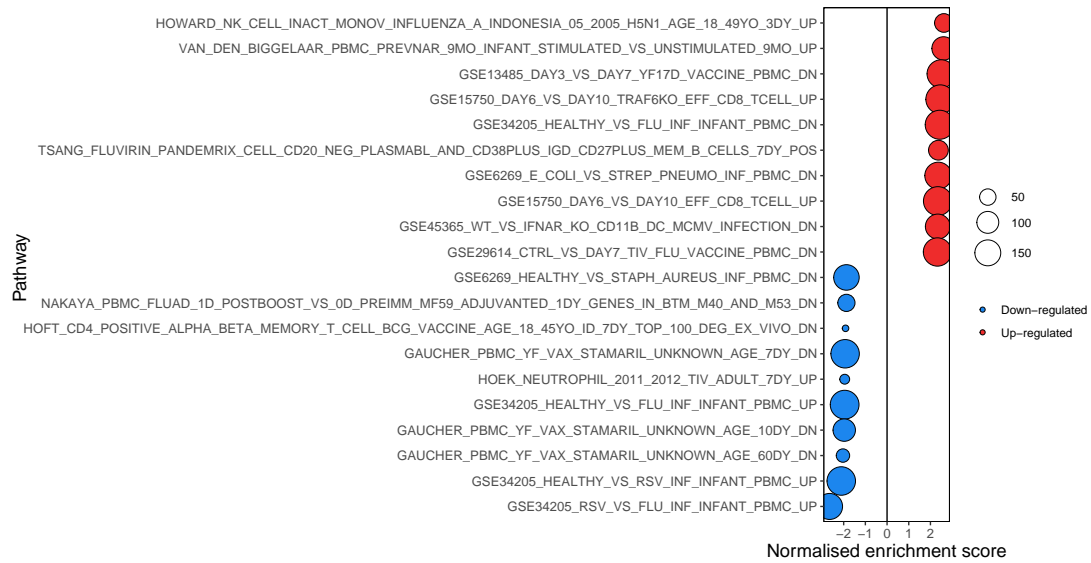 HOWARD_NK_CELL_INACT_MONOV_INFLUENZA_A_INDONESIA_05_2005_H5N1_AGE_18_49YO_3DY_UP
VAN_DEN_BIGGELAAR_PBMC_PREVNAR_9MO_INFANT_STIMULATED_VS_UNSTIMULATED_9MO_UP
GSE13485_DAY3_VS_DAY7_YF17D_VACCINE_PBMC_DN
GSE15750_DAY6_VS_DAY10_TRAF6KO_EFF_CD8_TCELL_UP
GSE34205_HEALTHY_VS_FLU_INF_INFANT_PBMC_DN
TSANG_FLUVIRIN_PANDEMRIX_CELL_CD20_NEG_PLASMABL_AND_CD38PLUS_IGD_CD27PLUS_MEM_B_CELLS_7DY_POS
GSE6269_E_COLI_VS_STREP_PNEUMO_INF_PBMC_DN
GSE15750_DAY6_VS_DAY10_EFF_CD8_TCELL_UP
GSE45365_WT_VS_IFNAR_KO_CD11B_DC_MCMV_INFECTION_DN
GSE29614_CTRL_VS_DAY7_TIV_FLU_VACCINE_PBMC_DN
GSE6269_HEALTHY_VS_STAPH_AUREUS_INF_PBMC_DN
NAKAYA_PBMC_FLUAD_1D_POSTBOOST_VS_0D_PREIMM_MF59_ADJUVANTED_1DY_GENES_IN_BTM_M40_AND_M53_DN
HOFT_CD4_POSITIVE_ALPHA_BETA_MEMORY_T_CELL_BCG_VACCINE_AGE_18_45YO_ID_7DY_TOP_100_DEG_EX_VIVO_DN
GAUCHER_PBMC_YF_VAX_STAMARIL_UNKNOWN_AGE_7DY_DN
HOEK_NEUTROPHIL_2011_2012_TIV_ADULT_7DY_UP
GSE34205_HEALTHY_VS_FLU_INF_INFANT_PBMC_UP
GAUCHER_PBMC_YF_VAX_STAMARIL_UNKNOWN_AGE_10DY_DN
GAUCHER_PBMC_YF_VAX_STAMARIL_UNKNOWN_AGE_60DY_DN
GSE34205_HEALTHY_VS_RSV_INF_INFANT_PBMC_UP
GSE34205_RSV_VS_FLU_INF_INFANT_PBMC_UP
Pathway
−2 −1 0 1 2
Normalised enrichment score
50
100
150
Down−regulated
Up−regulated